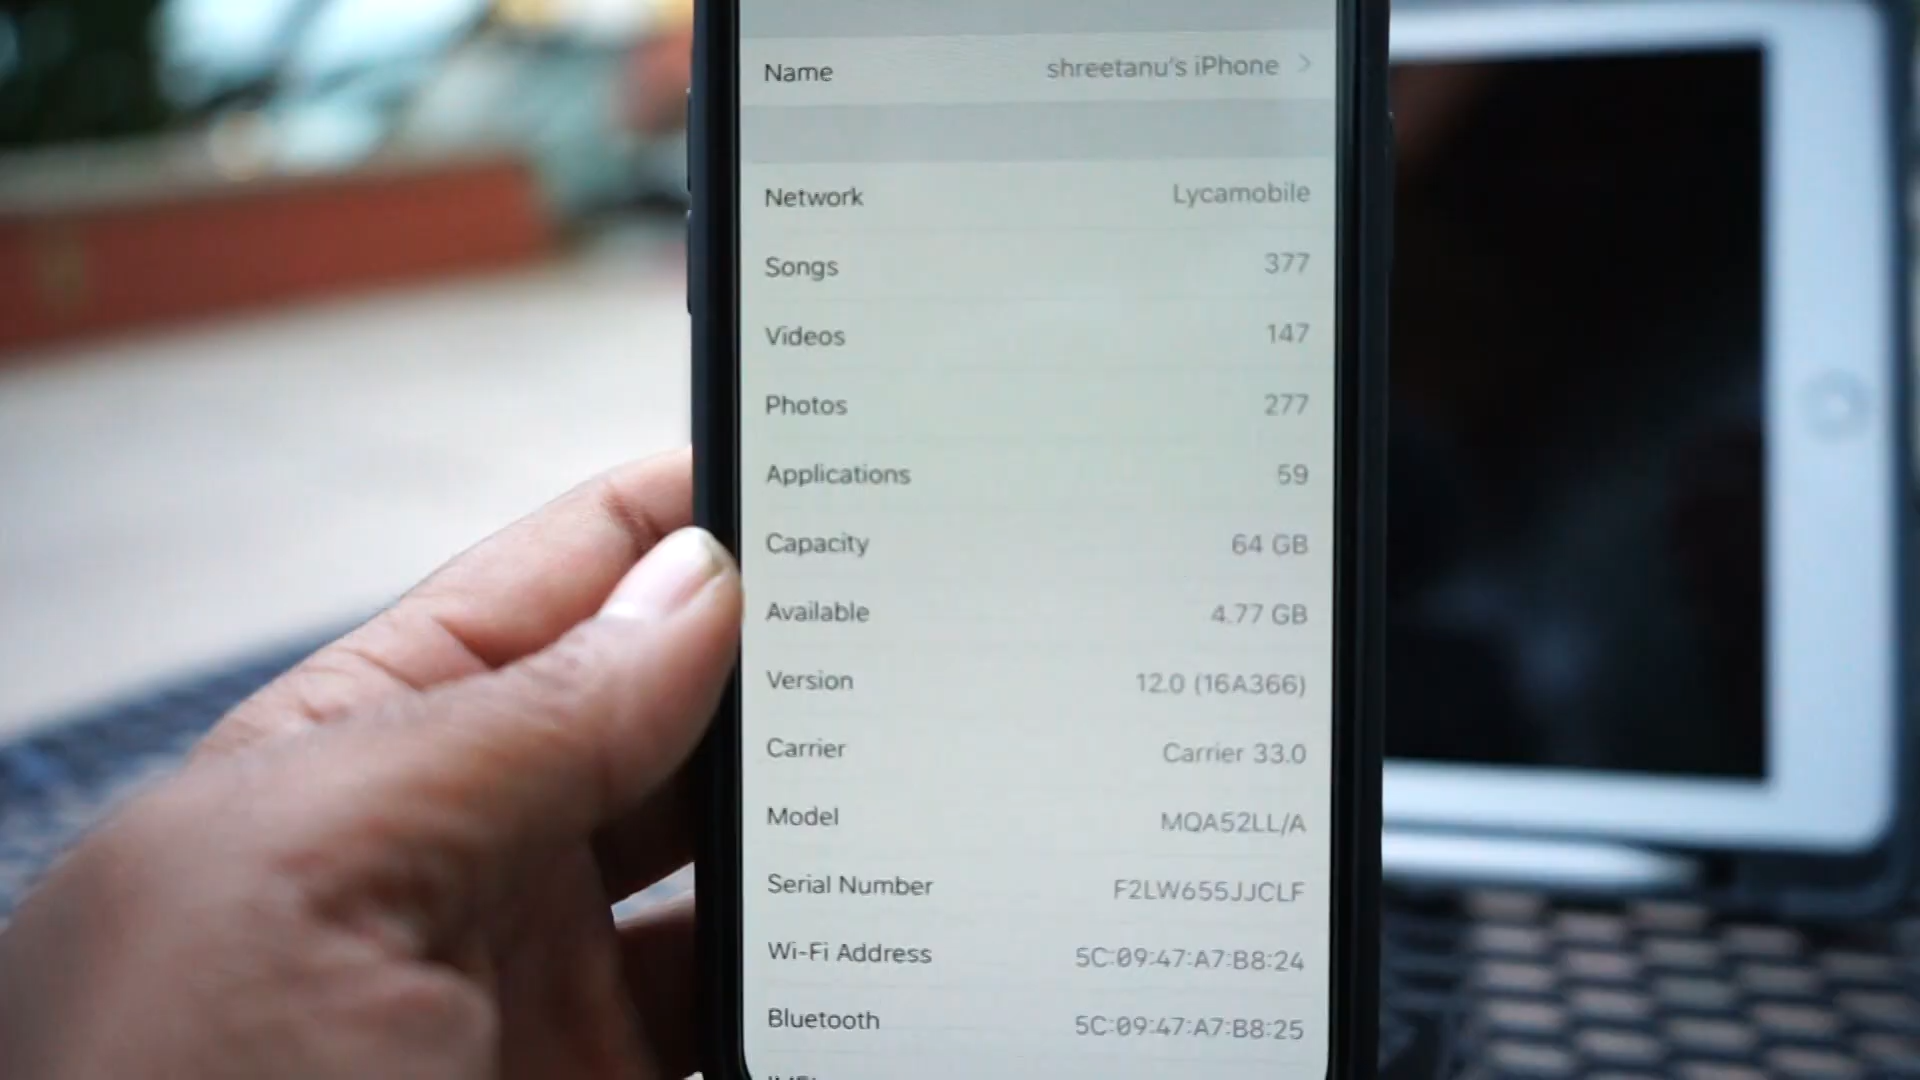 Name shreetanu's iPhone
Network Lycamobile
Songs 377
Videos 147
Photos 277
Applications 59
Capacity 64 GB
Available 4.77 GB
Version 12.0 (16A366)
Carrier Carrier 33.0
Model MQA52LL/A
Serial Number F2LW655JJCLF
Wi-Fi Address 5C:09:47:A7:B8:24
Bluetooth 5C:09:47:A7:B8:25